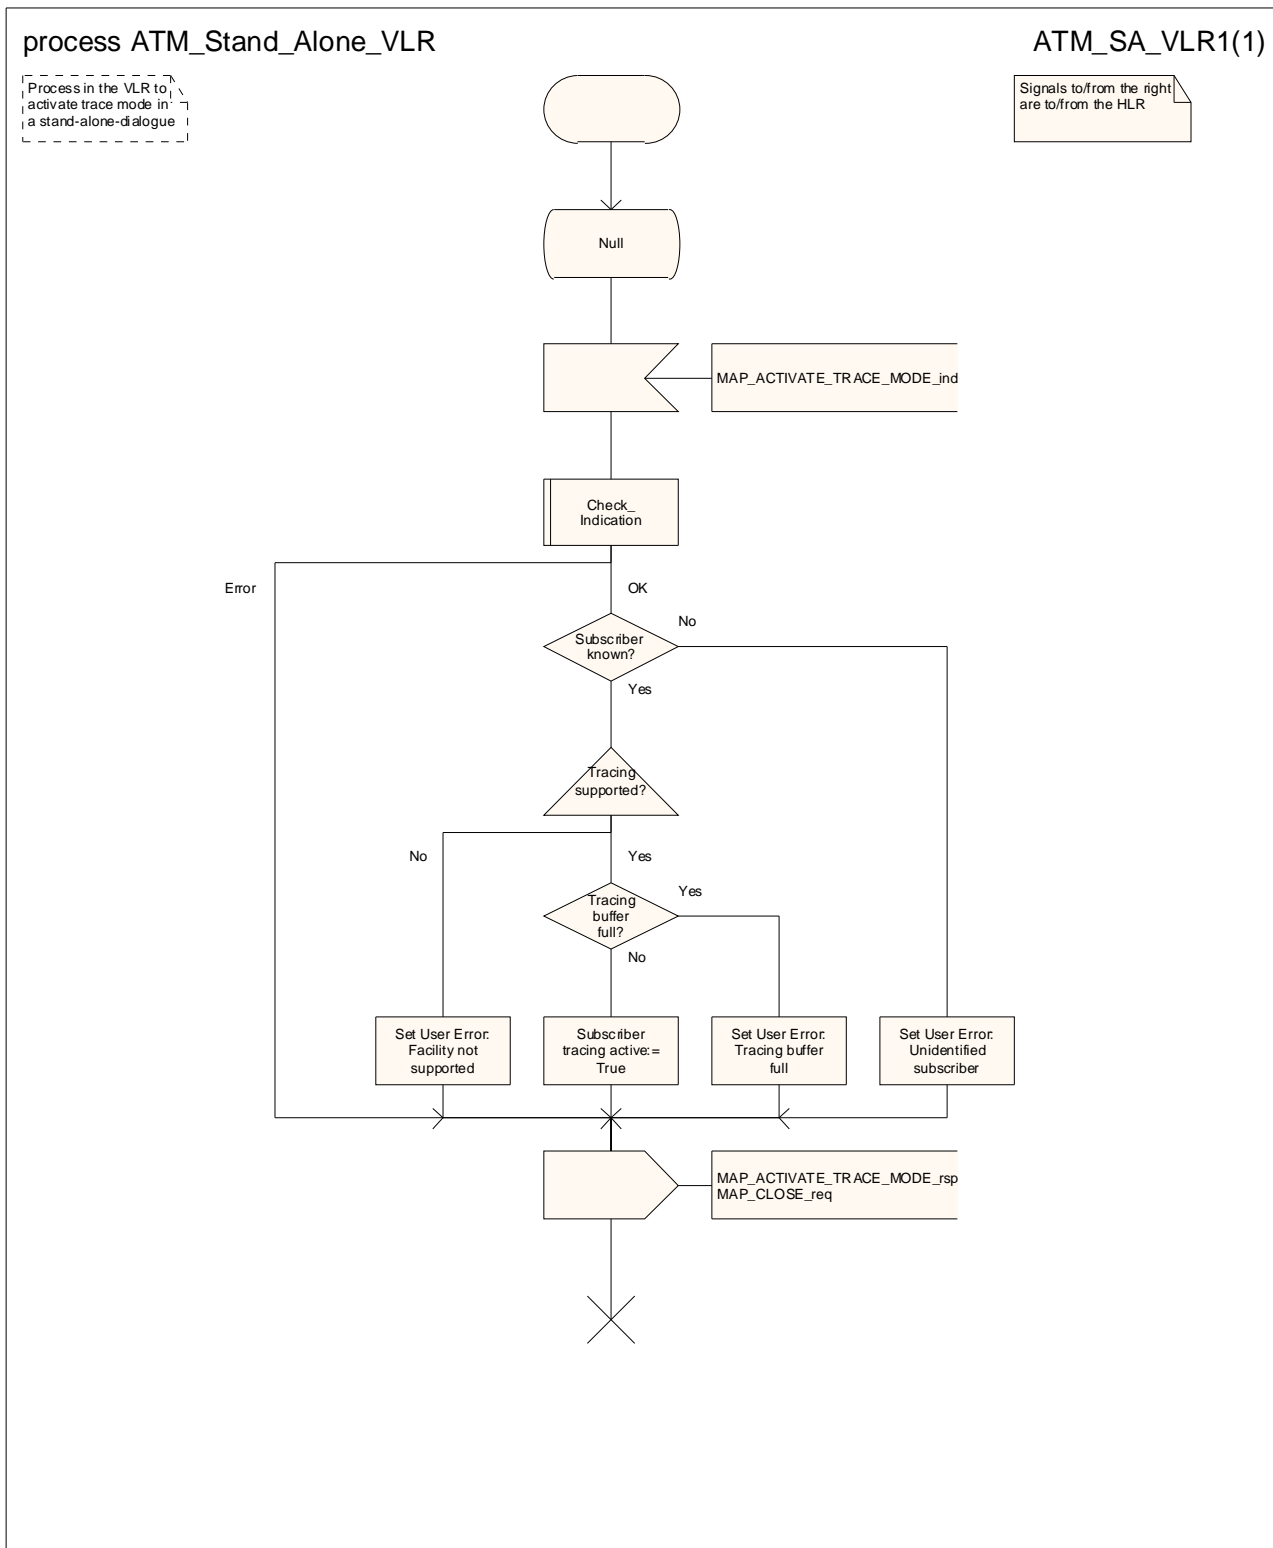 process ATM_Stand_Alone_VLR
ATM_SA_VLR1(1)
Process in the VLR to
activate trace mode in
a stand-alone-dialogue
Signals to/from the right
are to/from the HLR
Null
MAP_ACTIVATE_TRACE_MODE_ind
Check_
Indication
Error
OK
No
Subscriber
known?
Yes
Tracing
supported?
No
Yes
Yes
Tracing
buffer
full?
No
Set User Error:
Facility not
supported
Subscriber
tracing active:=
True
Set User Error:
Tracing buffer
full
Set User Error:
Unidentified
subscriber
MAP_ACTIVATE_TRACE_MODE_rsp
MAP_CLOSE_req